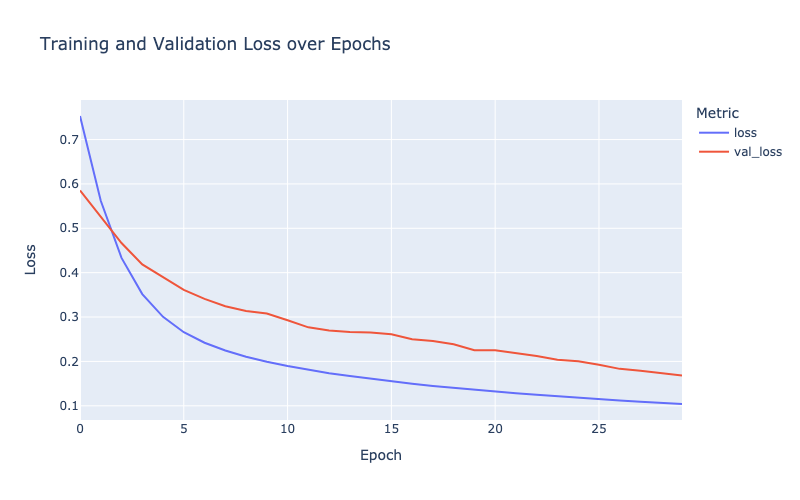 Training and Validation Loss over Epochs
Metric
loss
val_loss
0.7
0.6
0.5
0.4
0.3
0.2
0.1
Loss
0 5 10 15 20 25
Epoch